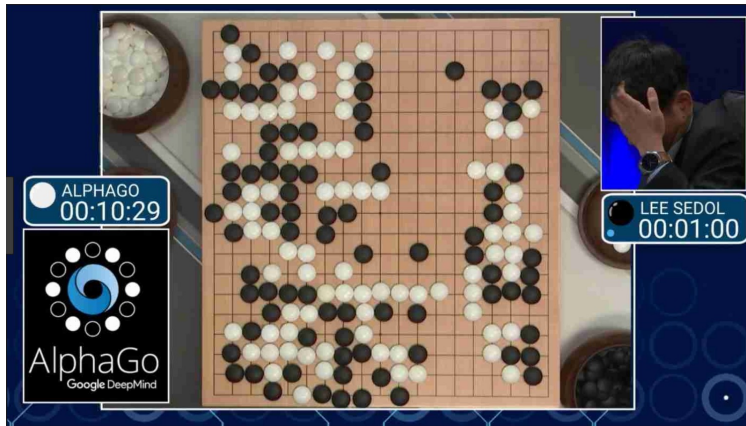 ALPHAGO
00:10:29
LEE SEDOL
00:01:00
AlphaGo
Google DeepMind